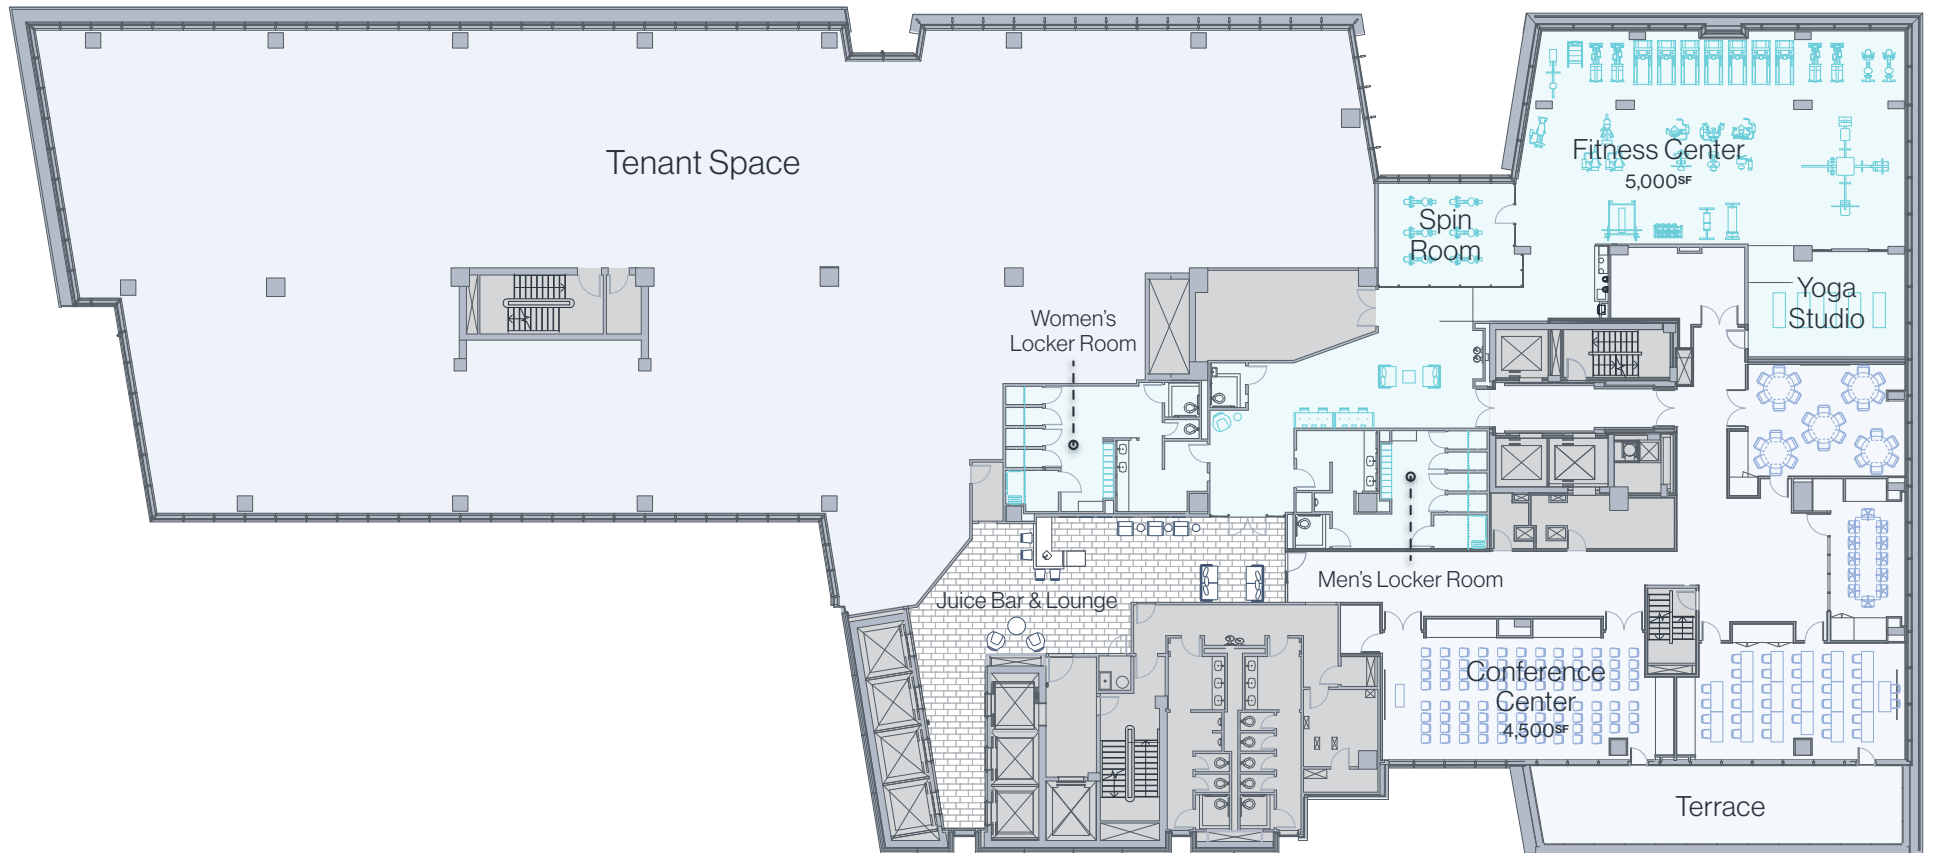 Tenant Space
Fitness Center
5,000SF
Spin
Room
Yoga
Studio
Women's
Locker Room
Men's Locker Room
Juice Bar & Lounge
Conference
Center
4,500SF
Terrace